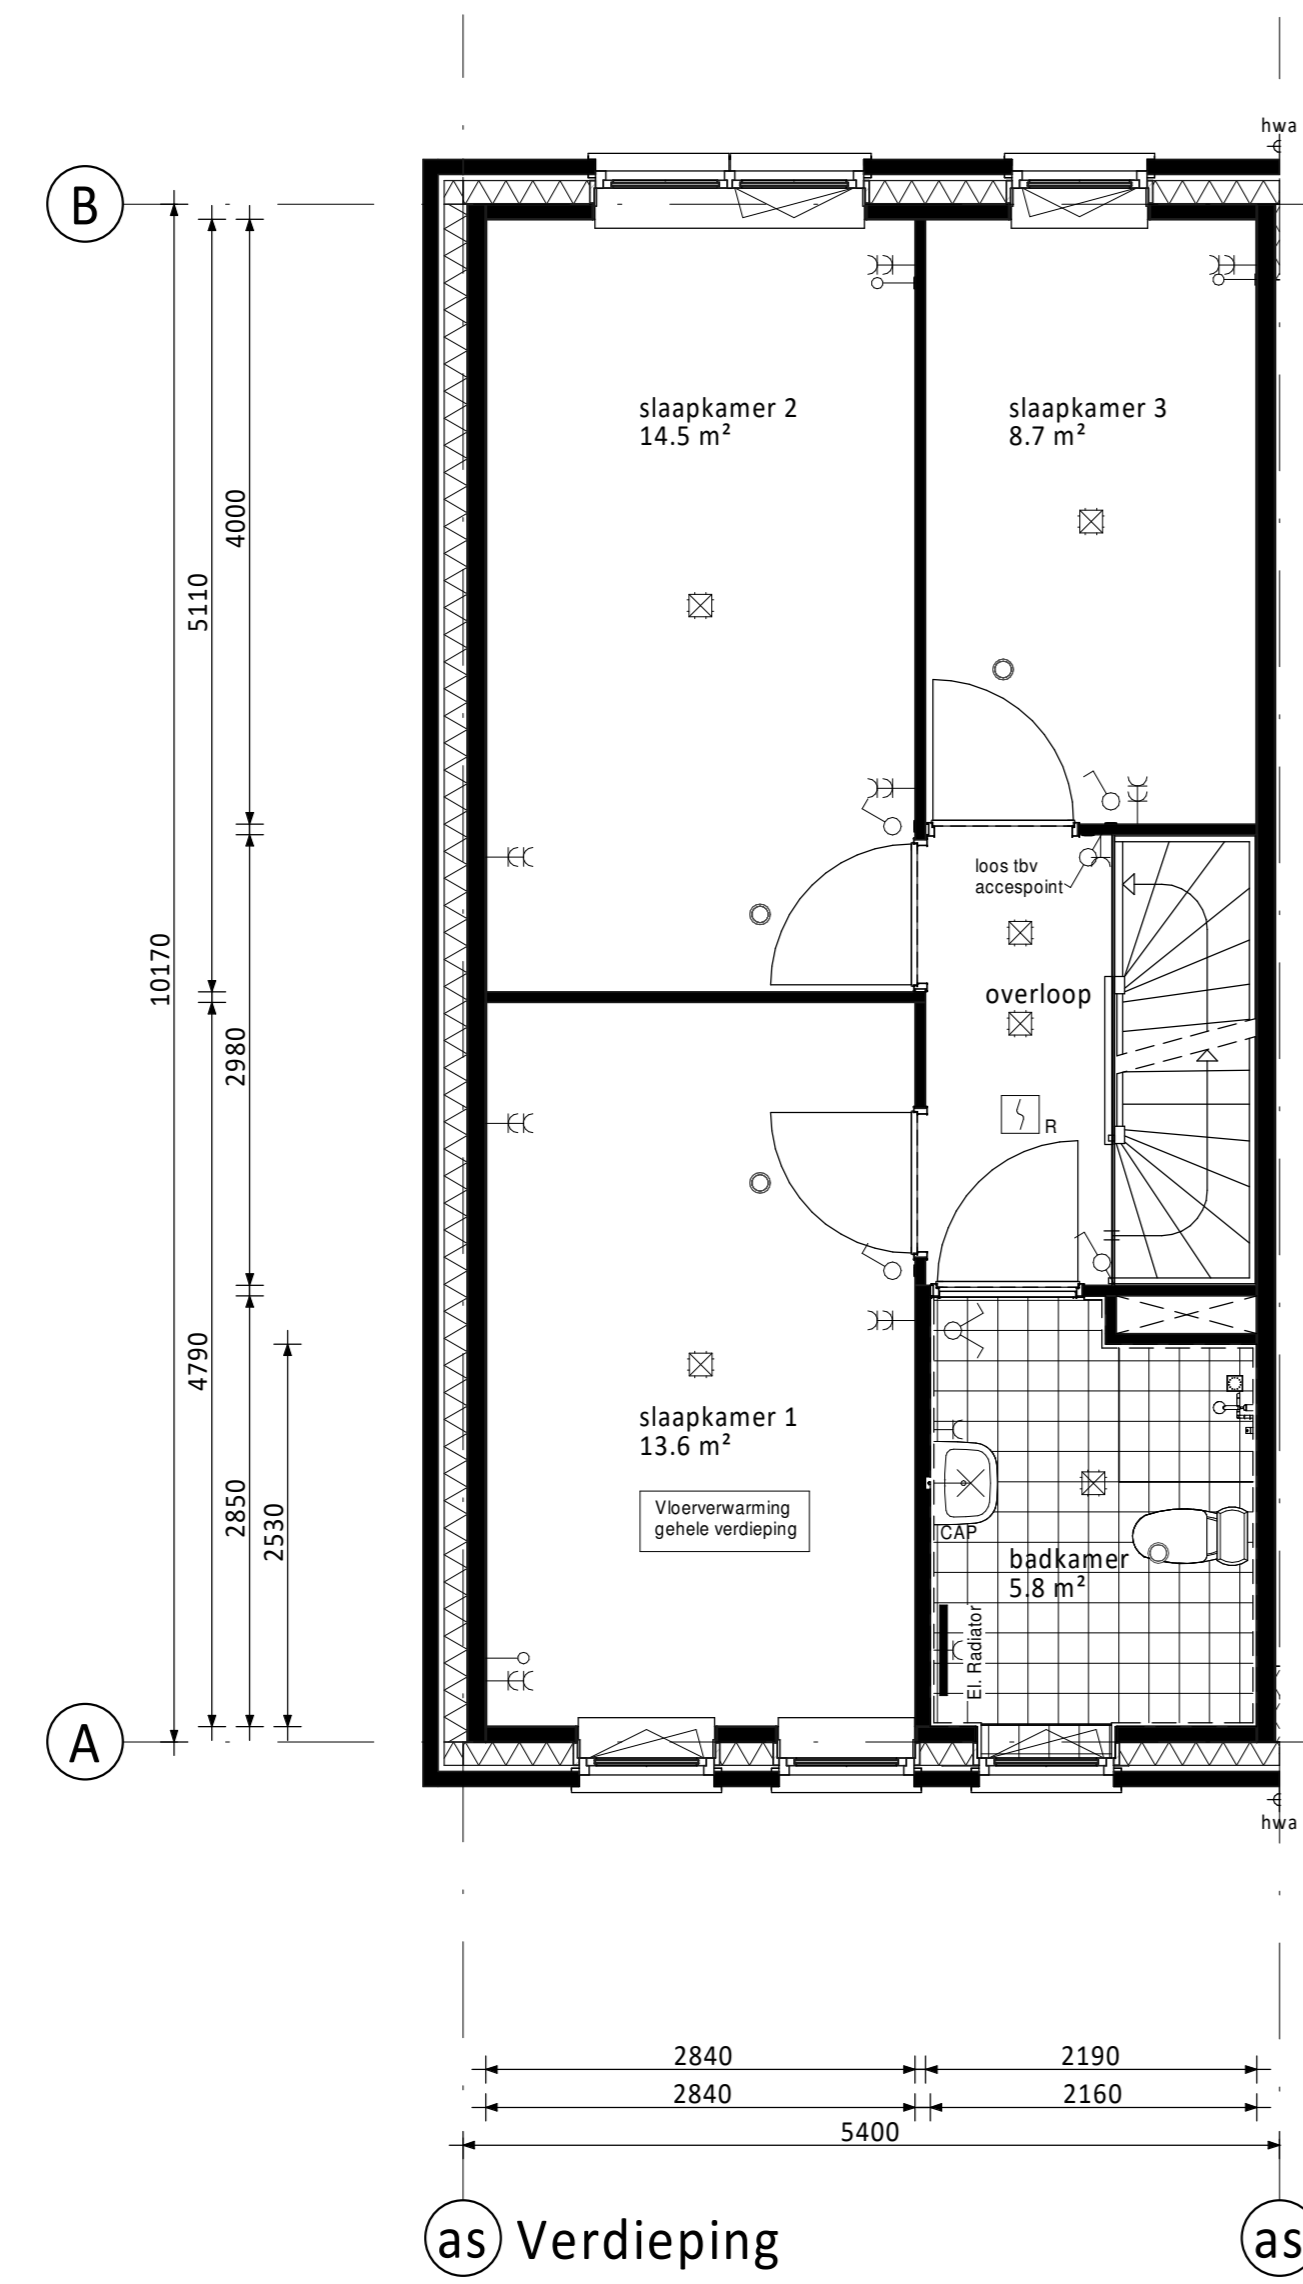 hwa
B
slaapkamer 2
14.5 m²
slaapkamer 3
8.7 m²
4000
5110
10170
2980
4790
2850
2530
loos tbv
accespoint
overloop
R
slaapkamer 1
13.6 m²
Vloerverwarming
gehele verdieping
CAP
badkamer
5.8 m²
El. Radiator
A
hwa
2840
2190
2840
2160
5400
as
Verdieping
as